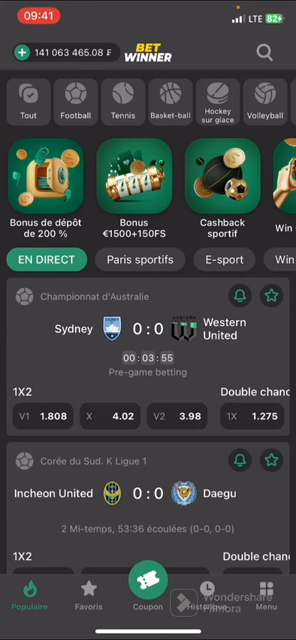 09:41
LTE 82+
141 063 465.08 ₣
BET
WINNER
Tout
Football
Tennis
Basket-ball
Hockey
sur glace
Volleyball
Bonus de dépôt
de 200 %
Bonus
€1500+150FS
Cashback
sportif
Win
EN DIRECT
Paris sportifs
E-sport
Win
Championnat d'Australie
Sydney
0 : 0
Western
United
00 : 03 : 55
Pre-game betting
1X2
Double chanc
V1 1.808
X 4.02
V2 3.98
1X 1.275
Corée du Sud. K Ligue 1
Incheon United
0 : 0
Daegu
2 Mi-temps, 53:36 écoulées (0-0, 0-0)
1X2
Double chanc
Wondershare
Filmora
Populaire
Favoris
Coupon
Historique
Menu